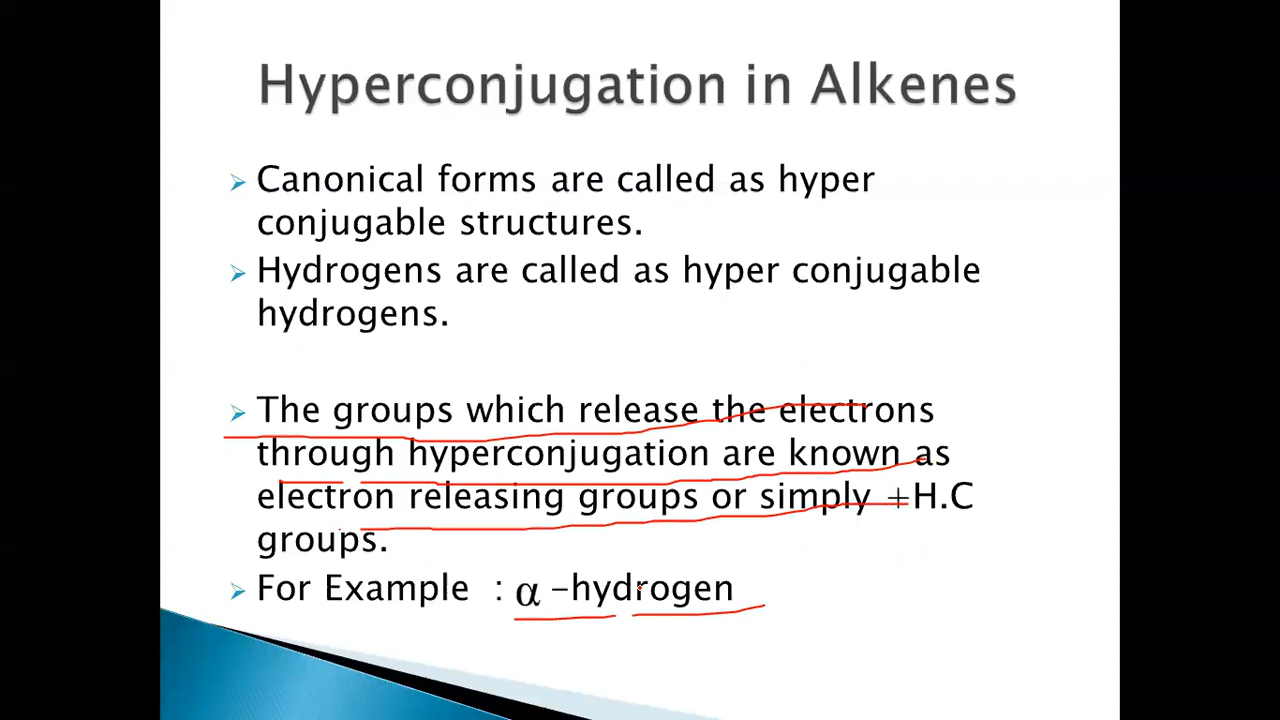 Hyperconjugation in Alkenes
Canonical forms are called as hyper
conjugable structures.
Hydrogens are called as hyper conjugable
hydrogens.
The groups which release the electrons
through hyperconjugation are known as
electron releasing groups or simply +H.C
groups.
For Example : α -hydrogen